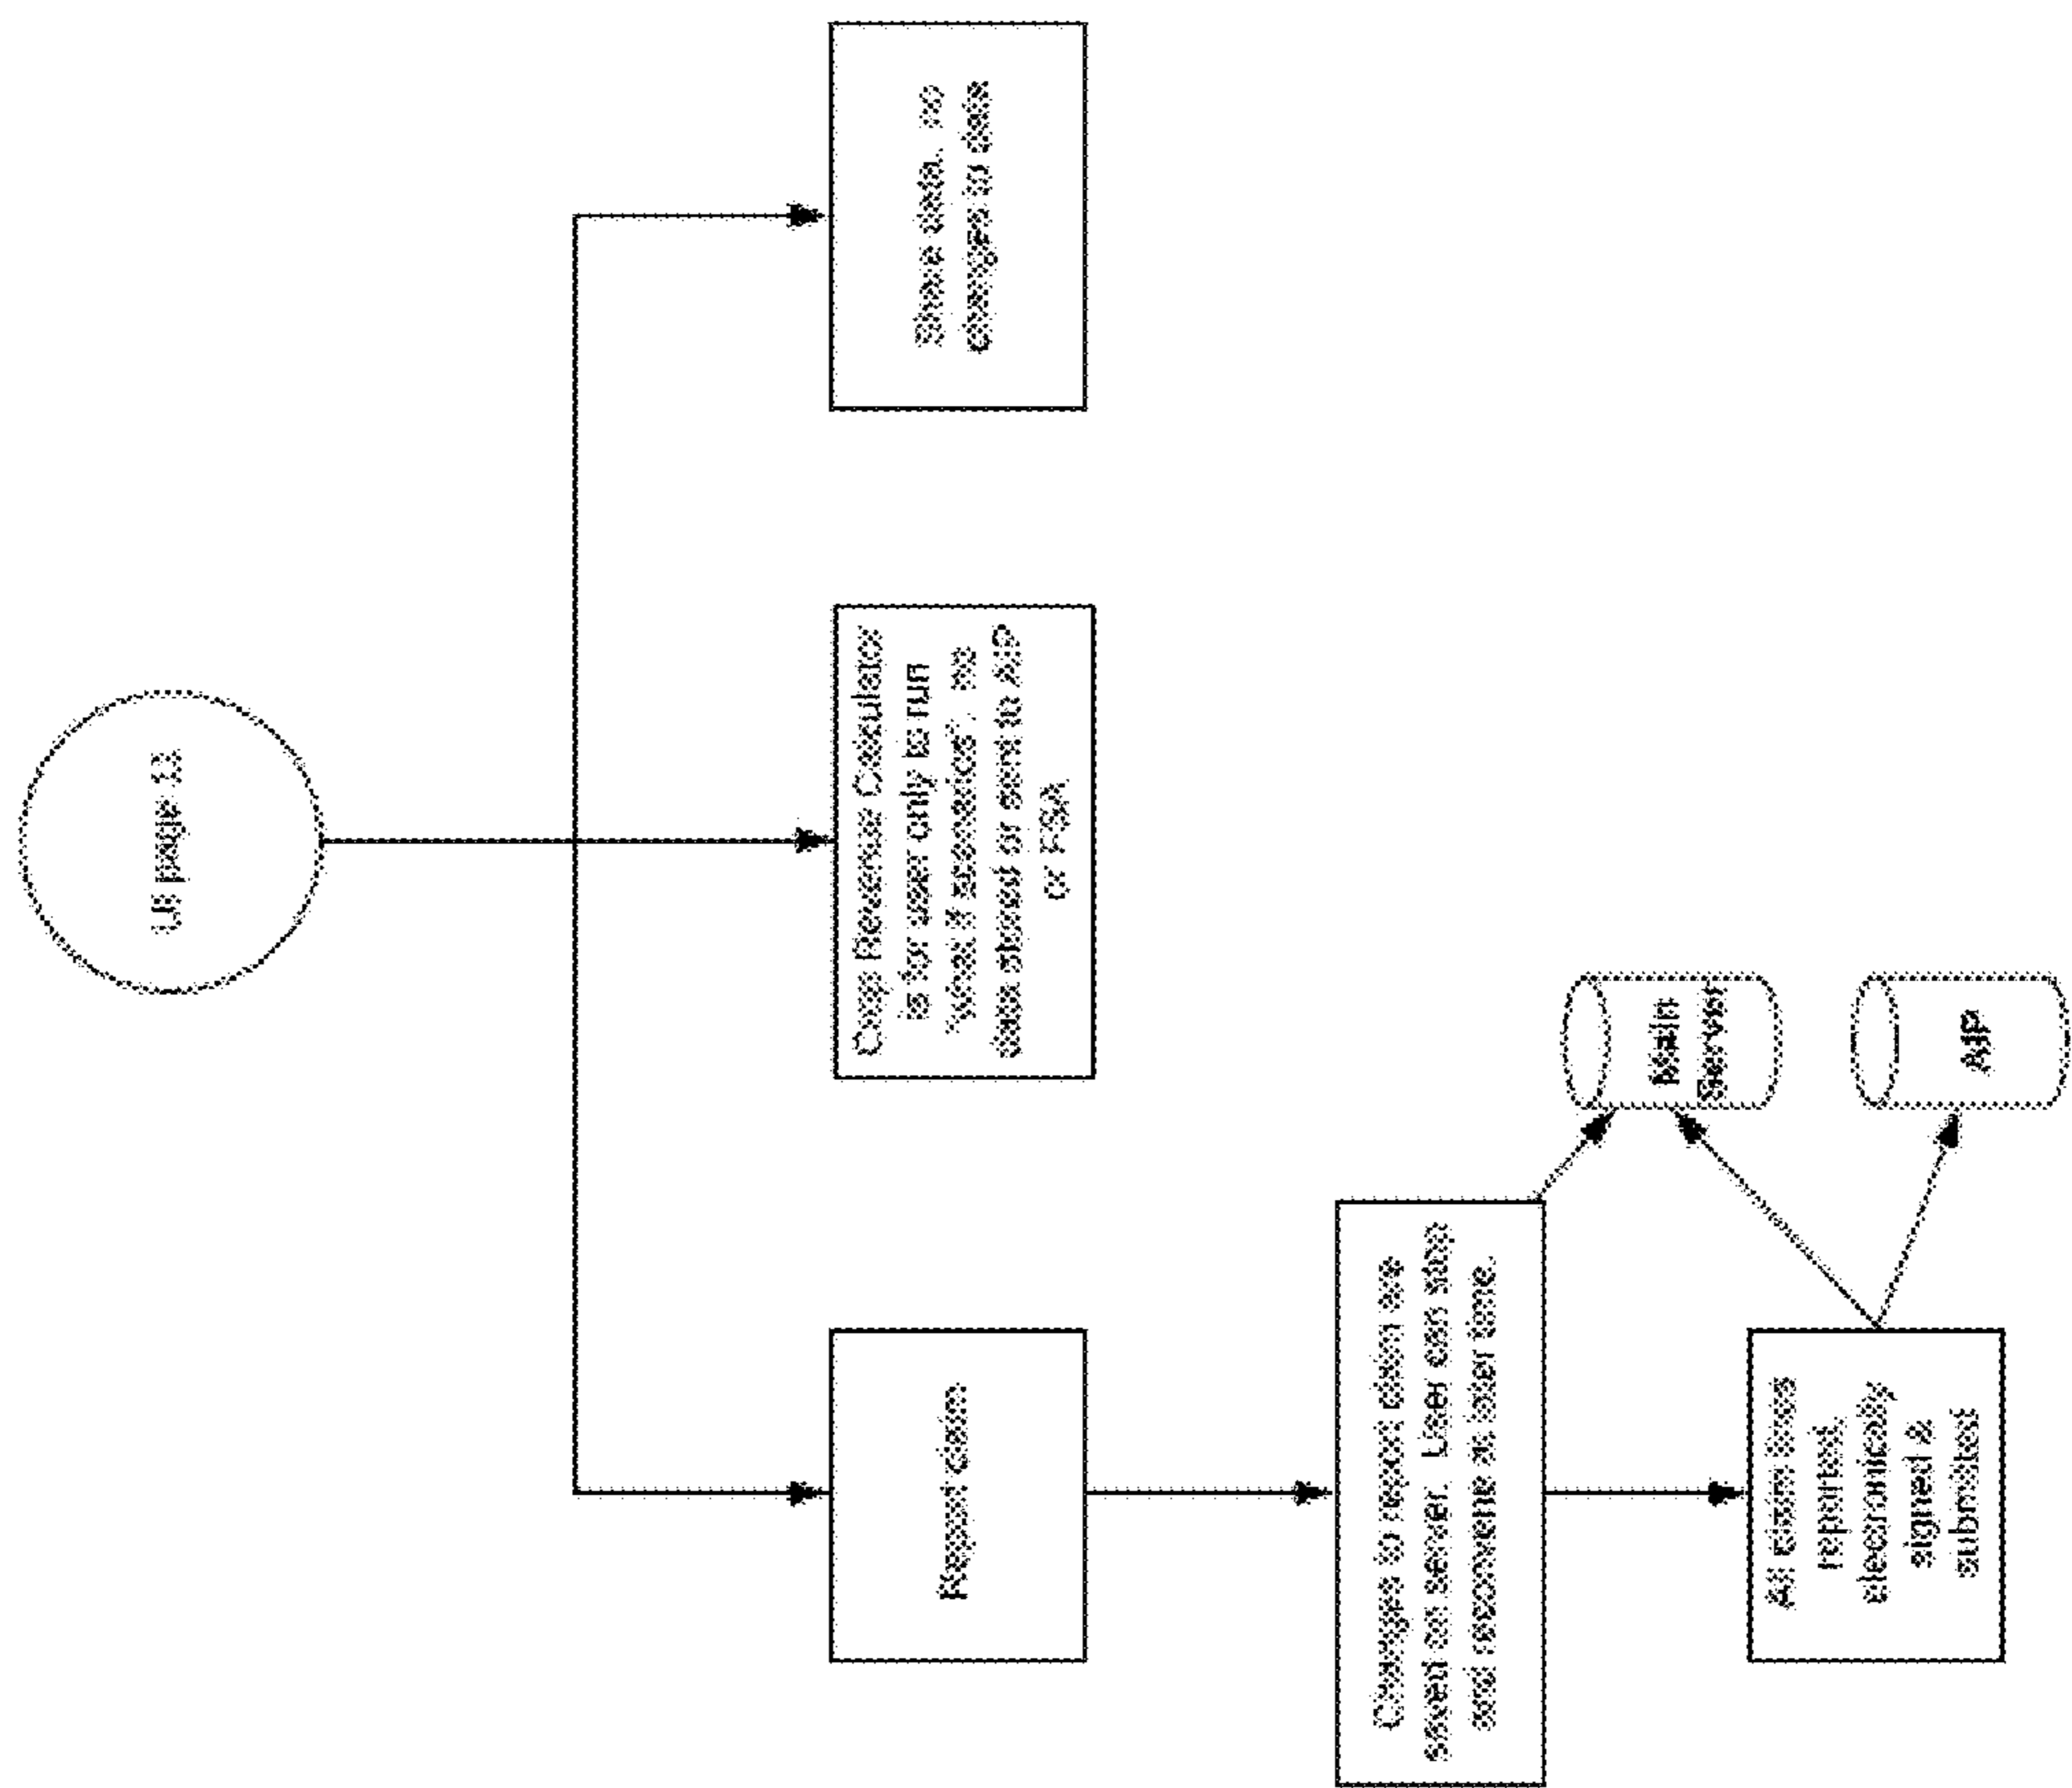 UI page
Report claim
Crop Revenue Calculator
is for user only to run
"what if scenarios". no
data stored or sent to AIP
or FSA
Share data. no
changes to data
Changes to report claim are
saved on server. User can stop
and reconvene at later time.
Main
Server
All claim lines
reported,
electronically
signed &
submitted
AIP